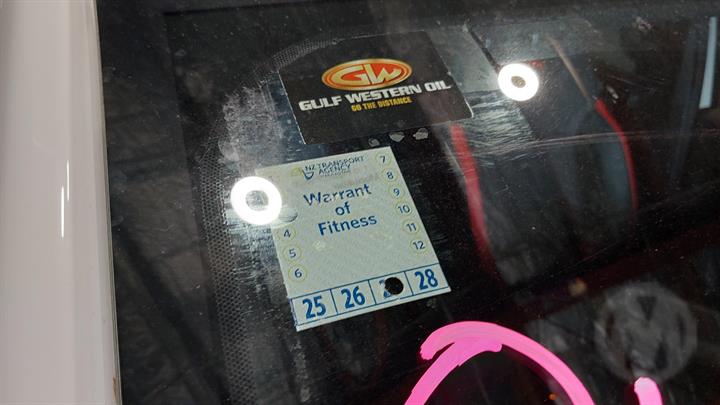 GW
GULF WESTERN OIL
GO THE DISTANCE
NZ TRANSPORT
AGENCY
Warrant
of
Fitness
7
8
9
10
11
12
4
5
6
25 26 28